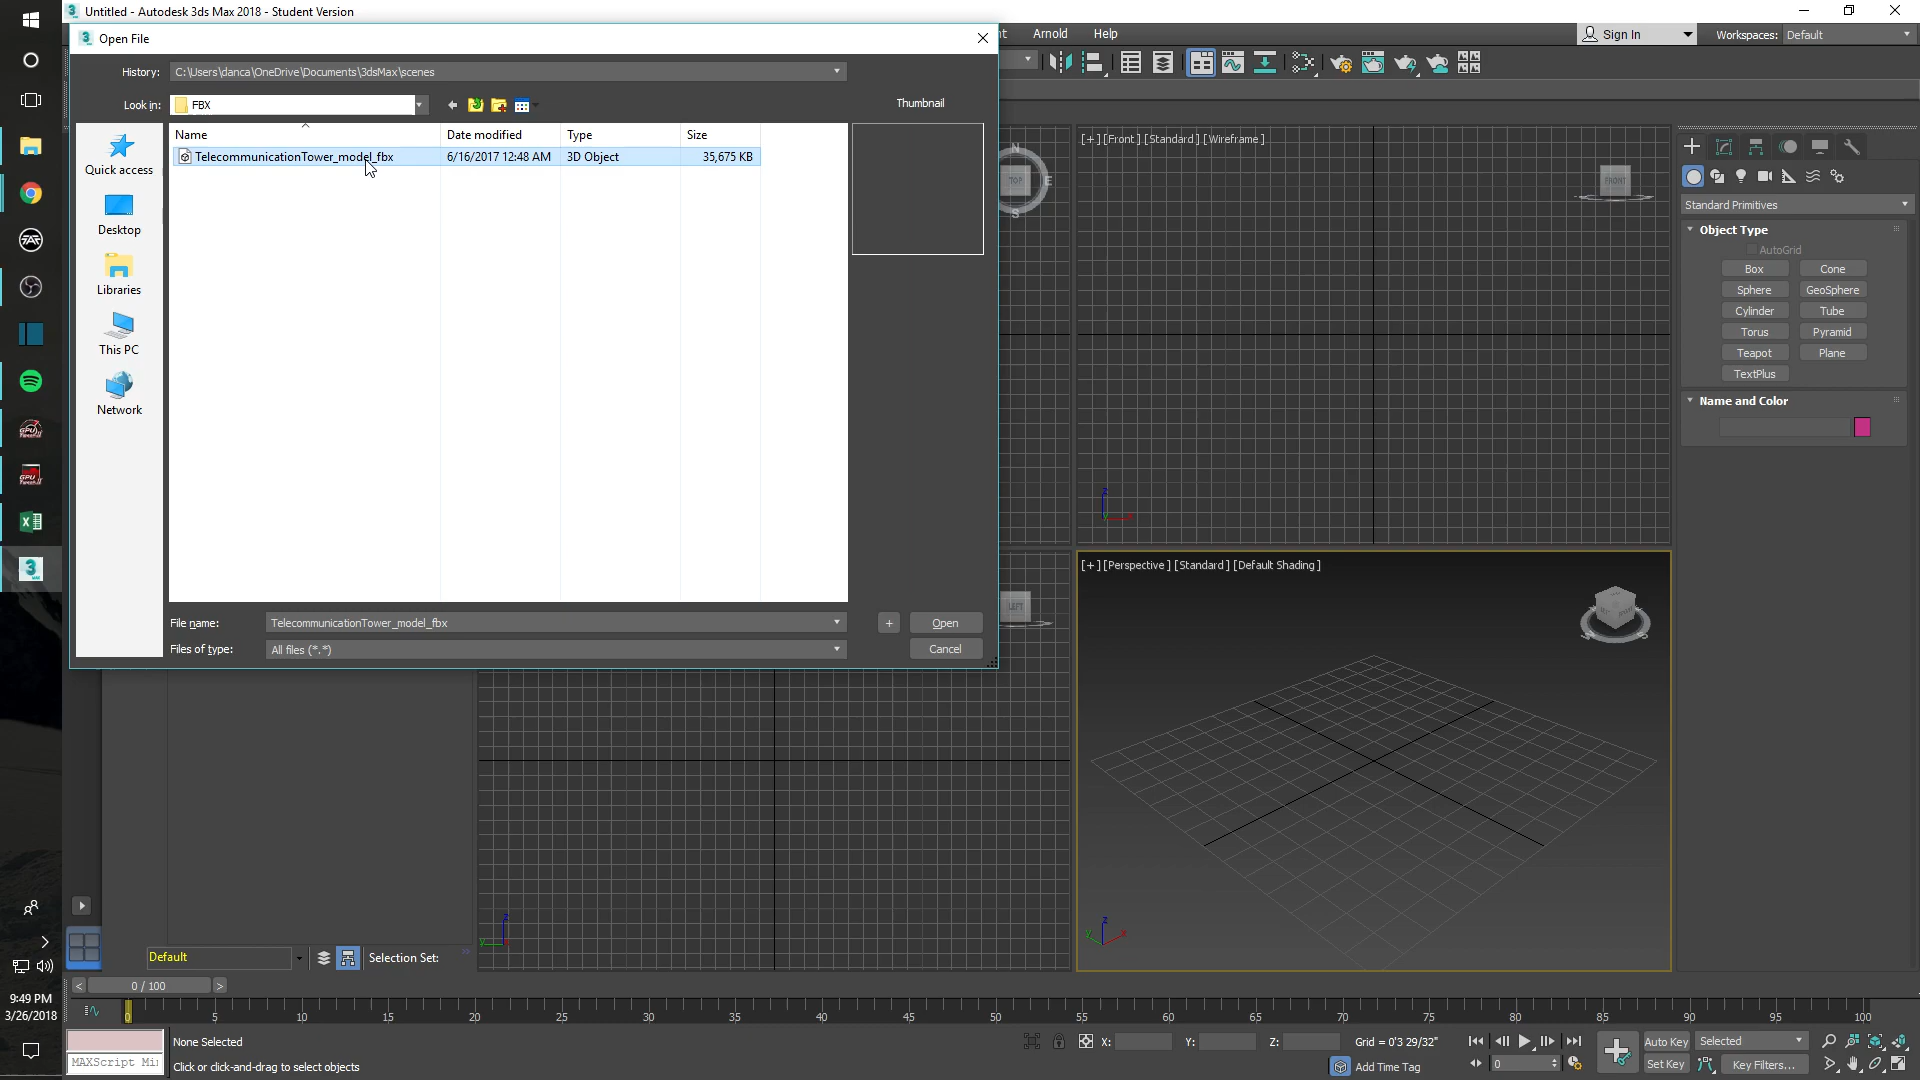 Untitled - Autodesk 3ds Max 2018 - Student Version
Open File
Arnold Help
Sign In
Workspaces: Default
History: C:\Users\danca\OneDrive\Documents\3dsMax\scenes
Look in: FBX
Thumbnail
Name Date modified Type Size
TelecommunicationTower_model_fbx 6/16/2017 12:48 AM 3D Object 35,675 KB
Quick access
Desktop
Libraries
This PC
Network
File name: TelecommunicationTower_model_fbx
+ Open
Files of type: All files (*.*)
Cancel
N
TOP E
S
[+] [Front ] [Standard ] [Wireframe ]
FRONT
LEFT
[+] [Perspective ] [Standard ] [Default Shading ]
z
x
y
Standard Primitives
Object Type
AutoGrid
Box Cone
Sphere GeoSphere
Cylinder Tube
Torus Pyramid
Teapot Plane
TextPlus
Name and Color
Default
Selection Set:
< 0 / 100 >
0 5 10 15 20 25 30 35 40 45 50 55 60 65 70 75 80 85 90 95 100
9:49 PM
3/26/2018
None Selected
MAXScript Mi
Click or click-and-drag to select objects
X: Y: Z: Grid = 0'3 29/32"
Add Time Tag
0
Auto Key Selected
Set Key Key Filters...